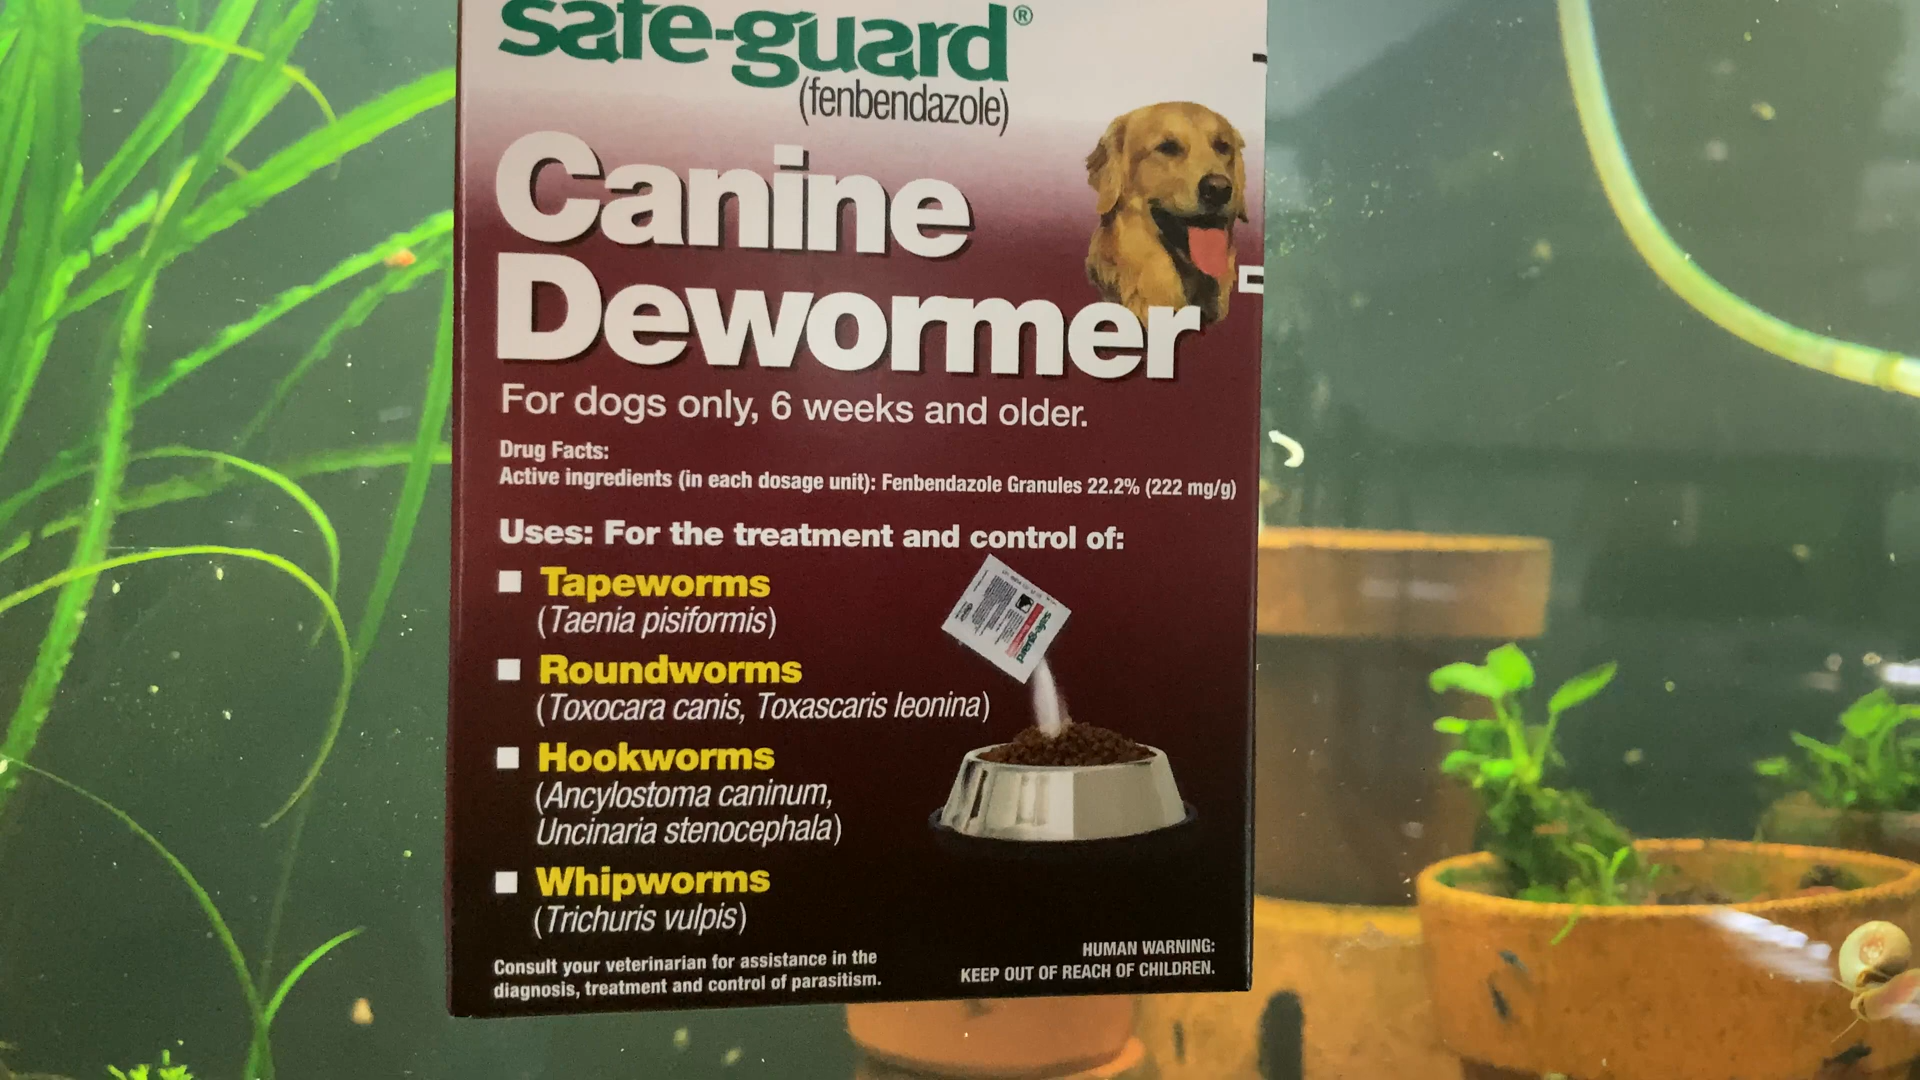 safe-guard®
(fenbendazole)
Canine
Dewormer
For dogs only, 6 weeks and older.
Drug Facts:
Active ingredients (in each dosage unit): Fenbendazole Granules 22.2% (222 mg/g)
Uses: For the treatment and control of:
Tapeworms
(Taenia pisiformis)
Roundworms
(Toxocara canis, Toxascaris leonina)
Hookworms
(Ancylostoma caninum,
Uncinaria stenocephala)
Whipworms
(Trichuris vulpis)
safe-guard
Consult your veterinarian for assistance in the
diagnosis, treatment and control of parasitism.
HUMAN WARNING:
KEEP OUT OF REACH OF CHILDREN.